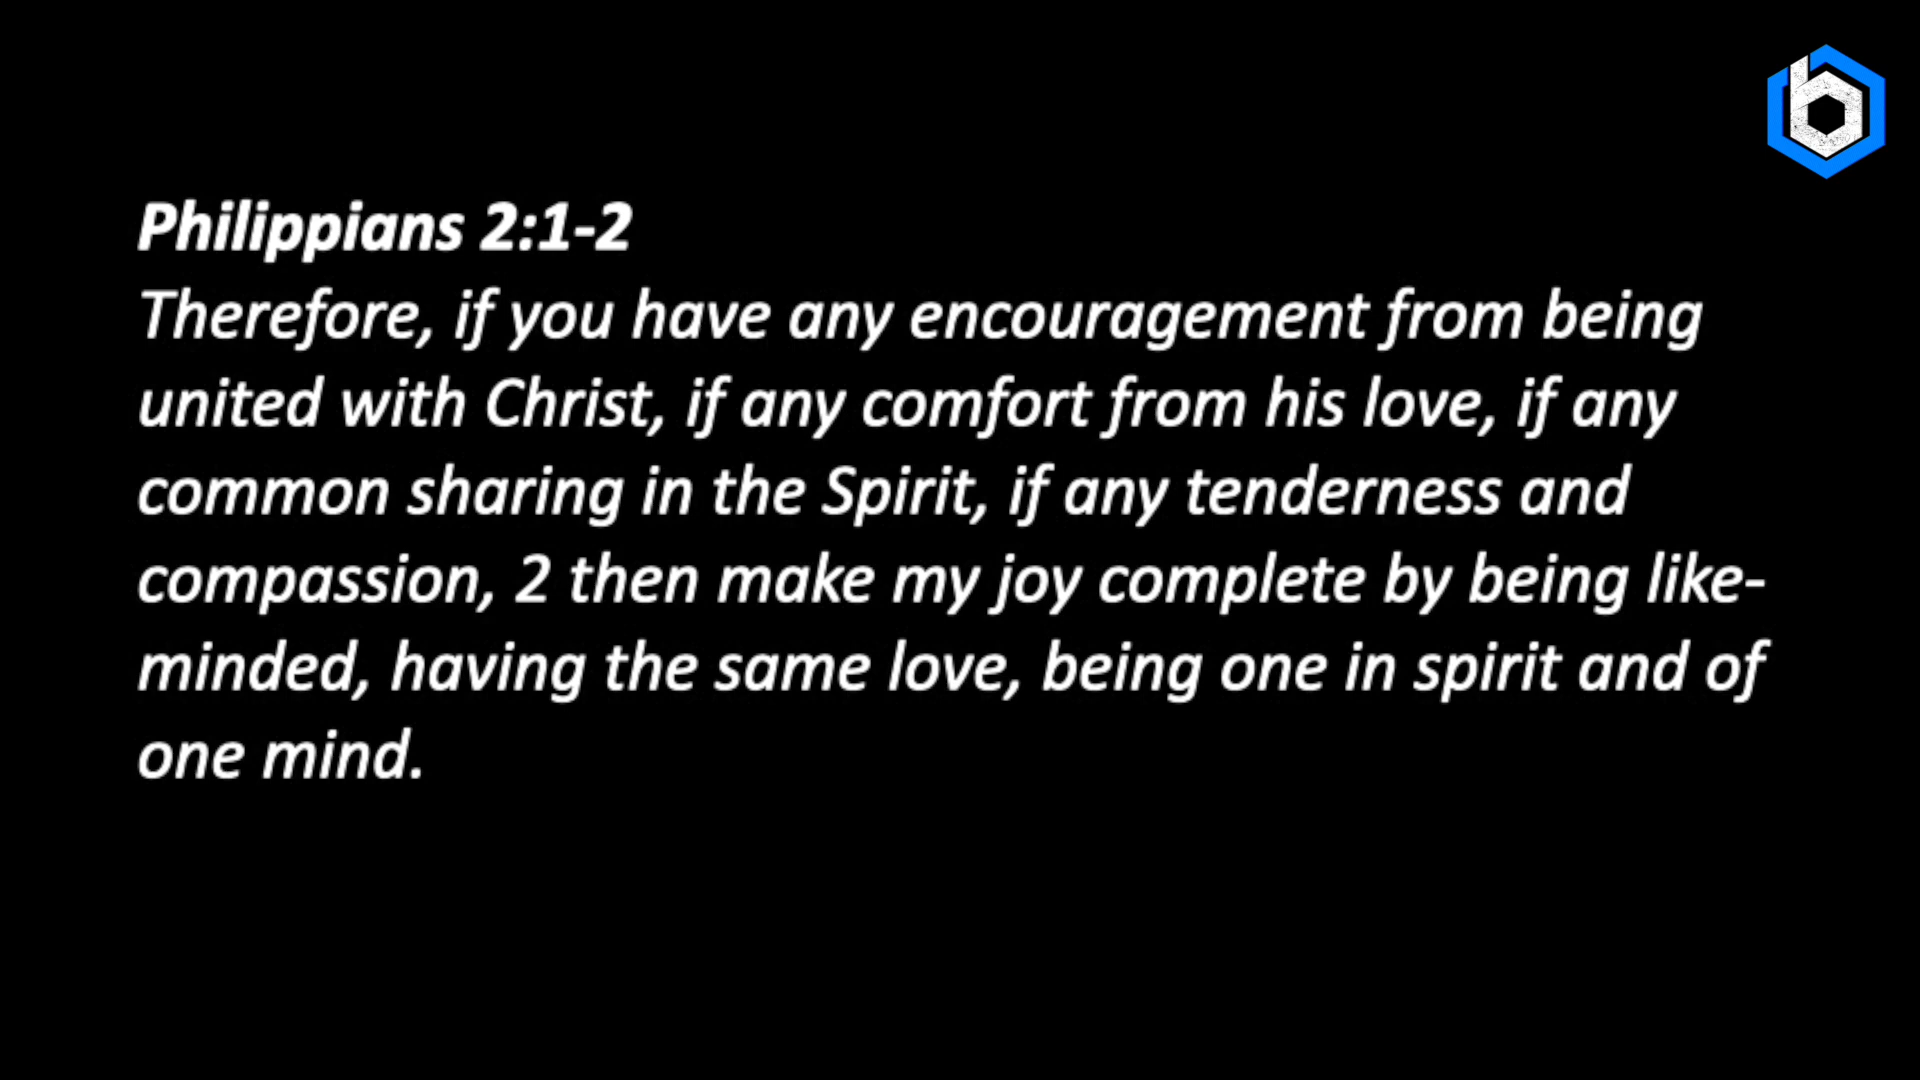 Philippians 2:1-2
Therefore, if you have any encouragement from being
united with Christ, if any comfort from his love, if any
common sharing in the Spirit, if any tenderness and
compassion, 2 then make my joy complete by being like-
minded, having the same love, being one in spirit and of
one mind.